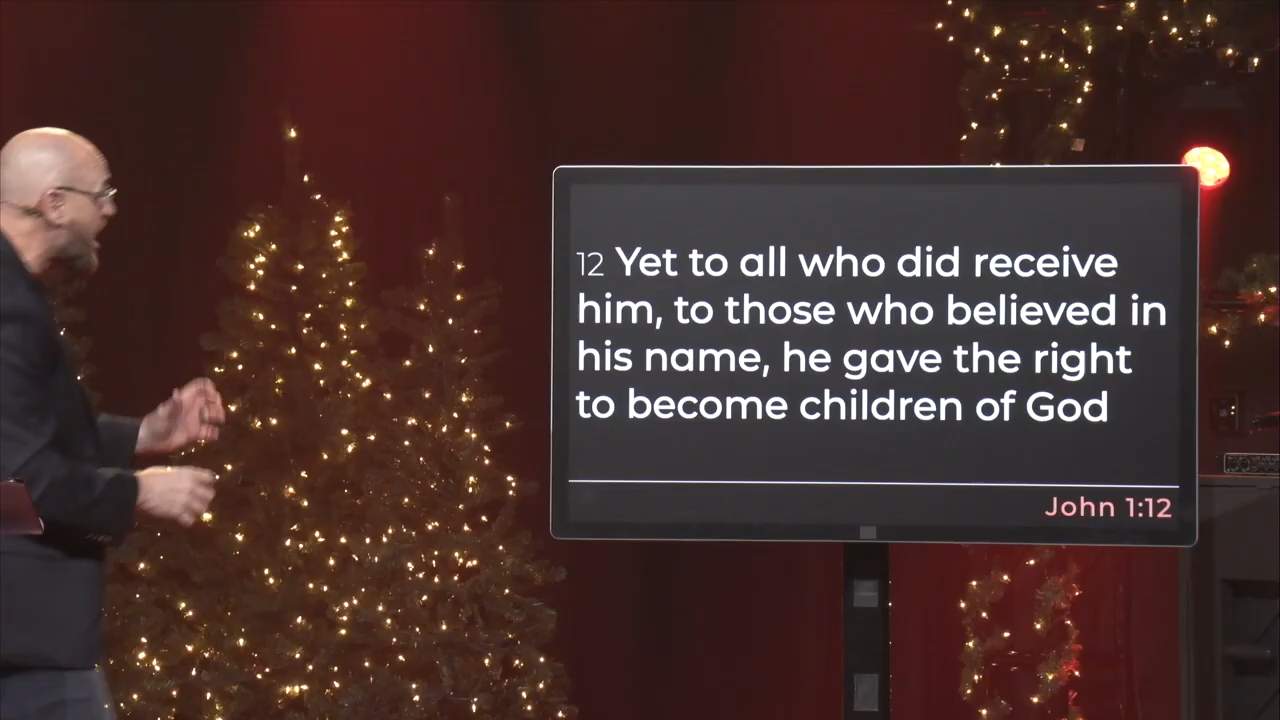 12 Yet to all who did receive
him, to those who believed in
his name, he gave the right
to become children of God
John 1:12